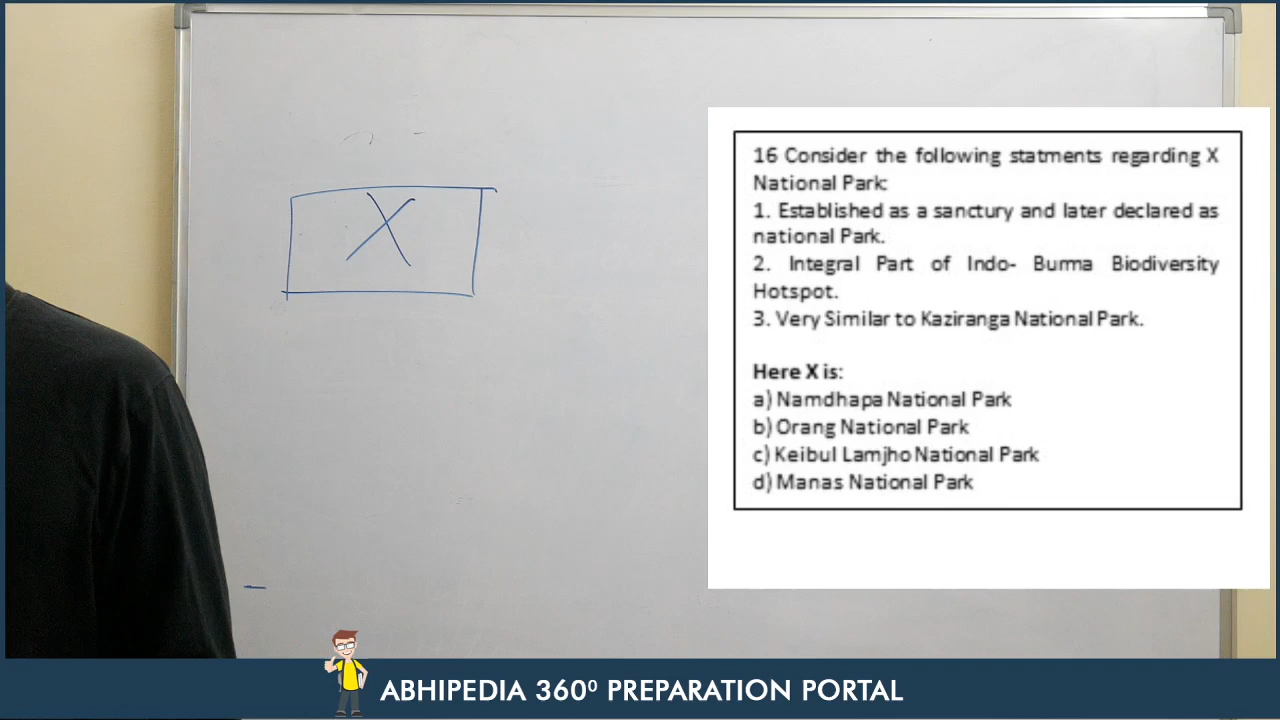 X
16 Consider the following statments regarding X
National Park:
1. Established as a sanctury and later declared as
national Park.
2. Integral Part of Indo- Burma Biodiversity
Hotspot.
3. Very Similar to Kaziranga National Park.
Here X is:
a) Namdhapa National Park
b) Orang National Park
c) Keibul Lamjho National Park
d) Manas National Park
ABHIPEDIA 360⁰ PREPARATION PORTAL